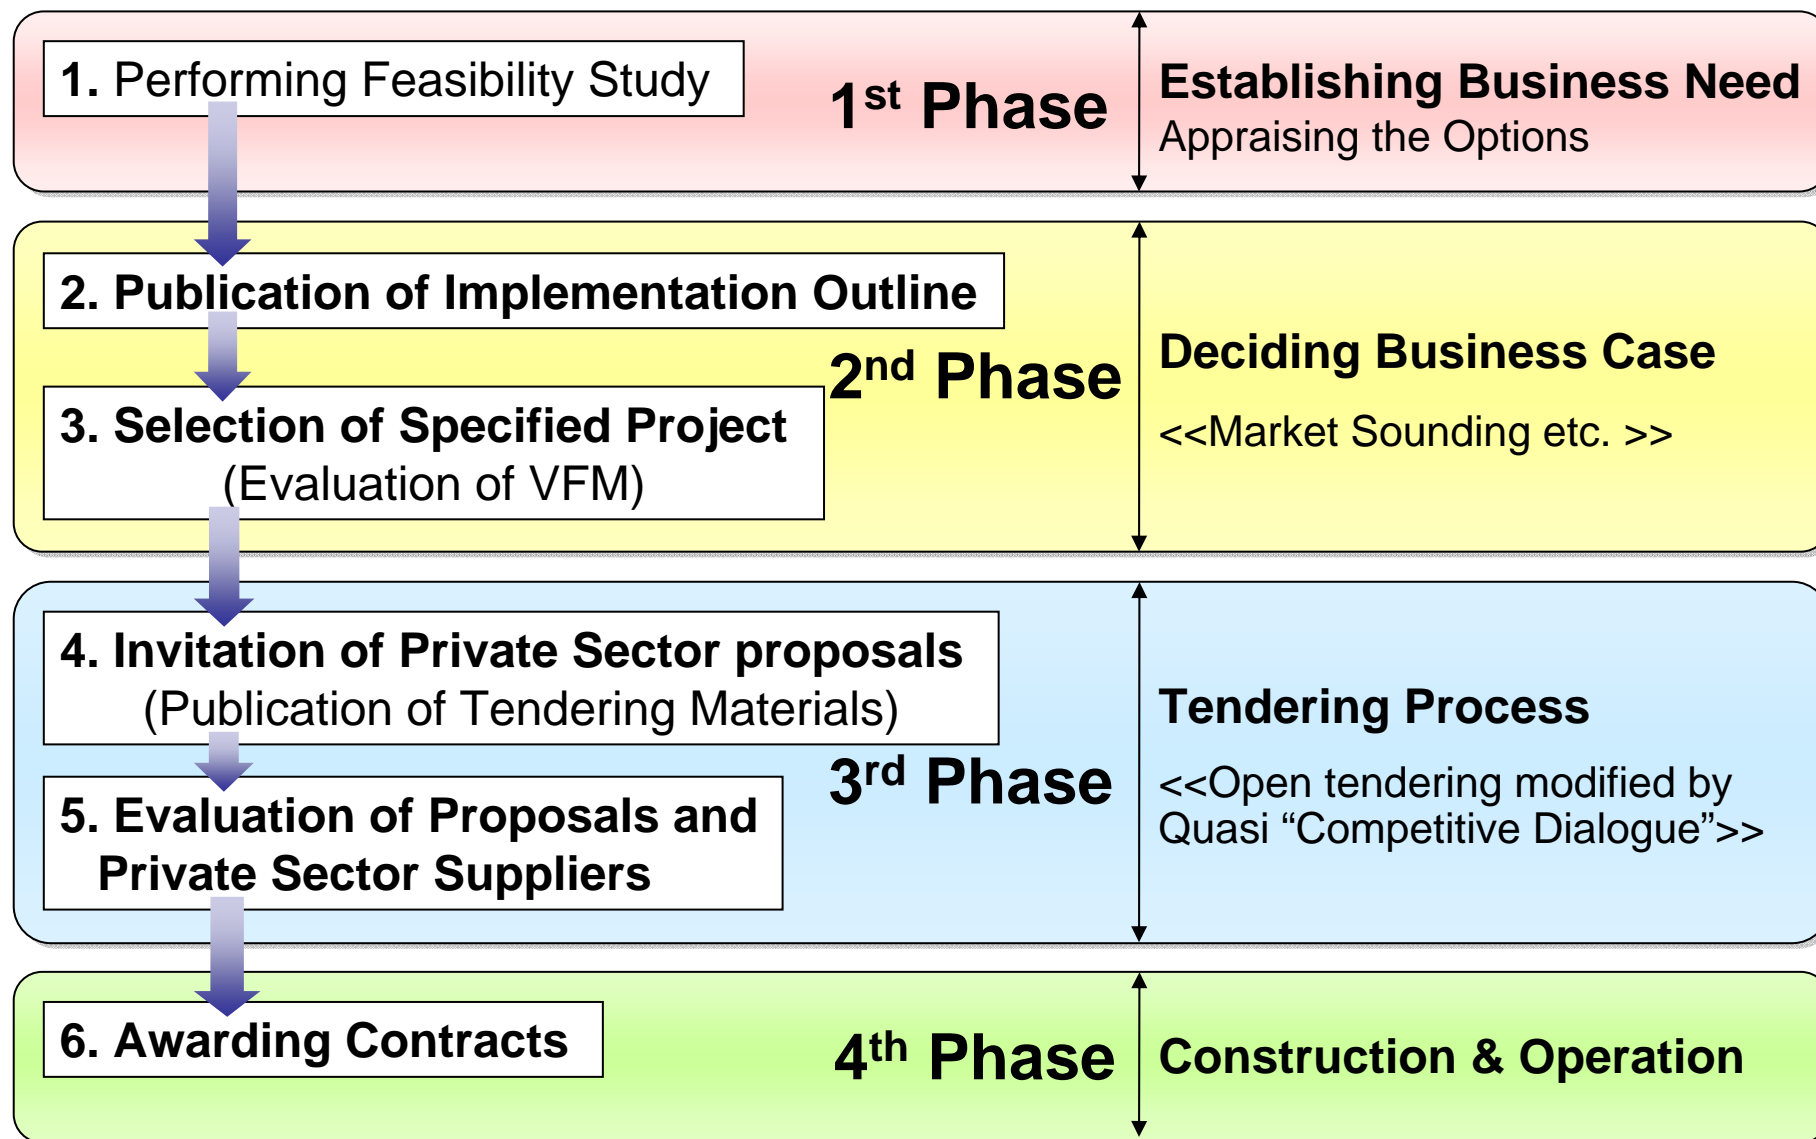 1. Performing Feasibility Study
1st Phase
Establishing Business Need
Appraising the Options
2. Publication of Implementation Outline
3. Selection of Specified Project
(Evaluation of VFM)
2nd Phase
Deciding Business Case
<<Market Sounding etc. >>
4. Invitation of Private Sector proposals
(Publication of Tendering Materials)
5. Evaluation of Proposals and
Private Sector Suppliers
3rd Phase
Tendering Process
<<Open tendering modified by
Quasi “Competitive Dialogue”>>
6. Awarding Contracts
4th Phase
Construction & Operation